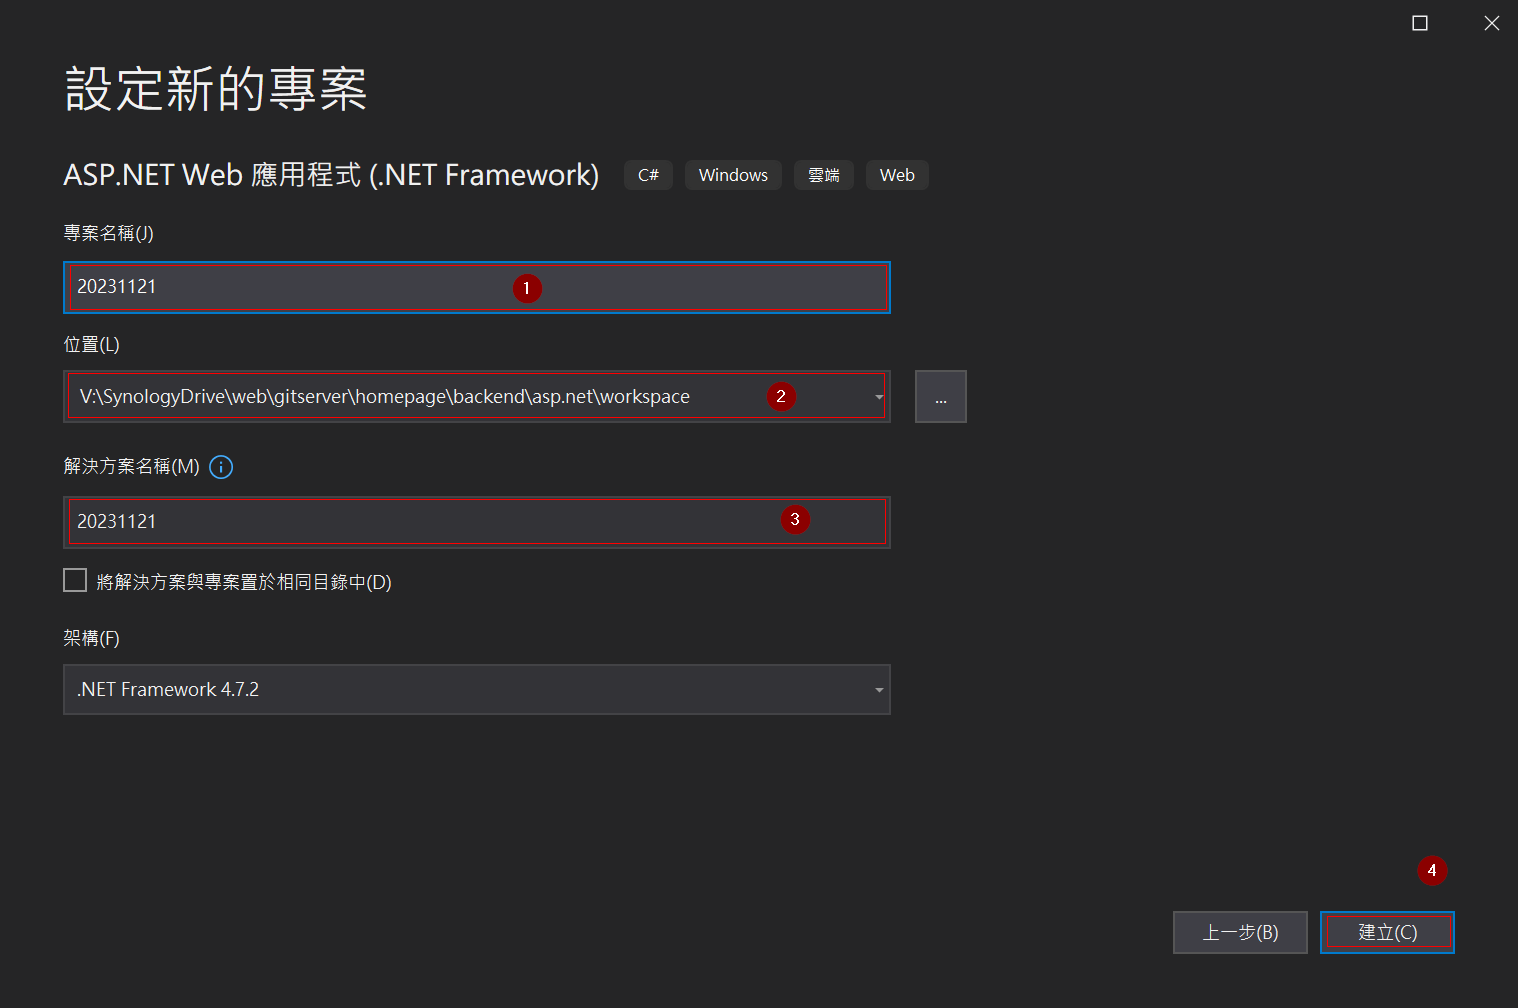 設定新的專案
ASP.NET Web 應用程式 (.NET Framework) C# Windows 雲端 Web
專案名稱(J)
20231121 1
位置(L)
V:\SynologyDrive\web\gitserver\homepage\backend\asp.net\workspace 2 ...
解決方案名稱(M)
20231121 3
將解決方案與專案置於相同目錄中(D)
架構(F)
.NET Framework 4.7.2
4
上一步(B) 建立(C)